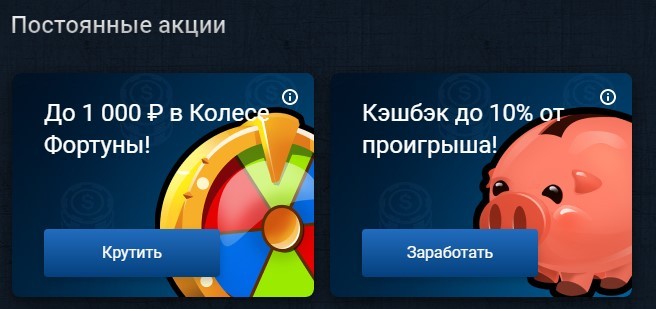 Постоянные акции
До 1 000 ₽ в Колесе
Фортуны!
Крутить
Кэшбэк до 10% от
проигрыша!
Заработать